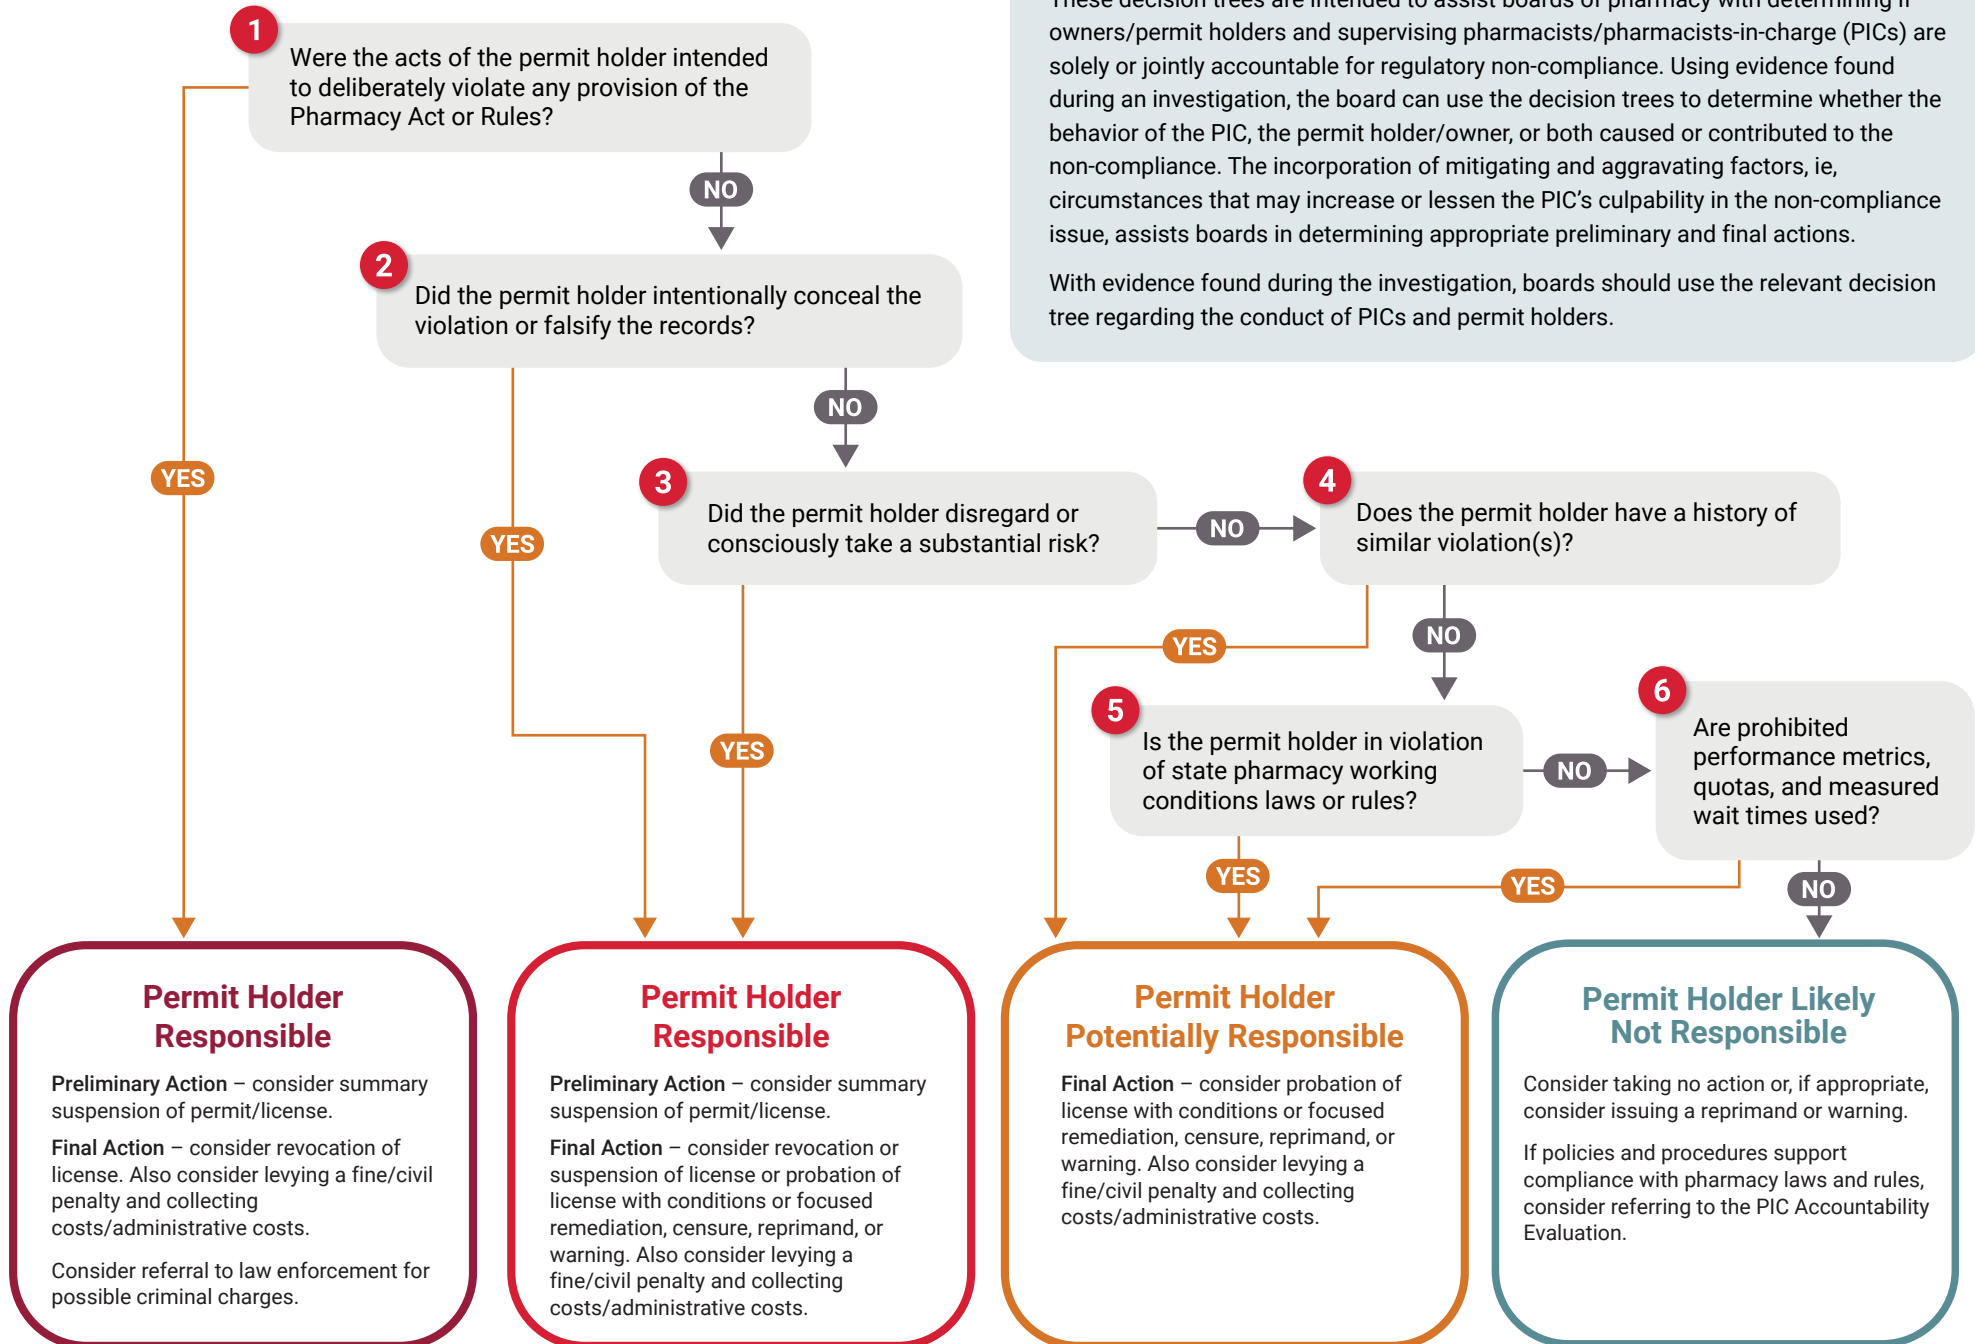 1
Were the acts of the permit holder intended
to deliberately violate any provision of the
Pharmacy Act or Rules?
These decision trees are intended to assist boards of pharmacy with determining if
owners/permit holders and supervising pharmacists/pharmacists-in-charge (PICs) are
solely or jointly accountable for regulatory non-compliance. Using evidence found
during an investigation, the board can use the decision trees to determine whether the
behavior of the PIC, the permit holder/owner, or both caused or contributed to the
non-compliance. The incorporation of mitigating and aggravating factors, ie,
circumstances that may increase or lessen the PIC's culpability in the non-compliance
issue, assists boards in determining appropriate preliminary and final actions.
With evidence found during the investigation, boards should use the relevant decision
tree regarding the conduct of PICs and permit holders.
NO
2
Did the permit holder intentionally conceal the
violation or falsify the records?
NO
YES
YES
3
Did the permit holder disregard or
consciously take a substantial risk?
NO
4
Does the permit holder have a history of
similar violation(s)?
YES
NO
YES
5
Is the permit holder in violation
of state pharmacy working
conditions laws or rules?
NO
6
Are prohibited
performance metrics,
quotas, and measured
wait times used?
YES
YES
NO
Permit Holder
Responsible
Preliminary Action – consider summary
suspension of permit/license.
Final Action – consider revocation of
license. Also consider levying a fine/civil
penalty and collecting
costs/administrative costs.
Consider referral to law enforcement for
possible criminal charges.
Permit Holder
Responsible
Preliminary Action – consider summary
suspension of permit/license.
Final Action – consider revocation or
suspension of license or probation of
license with conditions or focused
remediation, censure, reprimand, or
warning. Also consider levying a
fine/civil penalty and collecting
costs/administrative costs.
Permit Holder
Potentially Responsible
Final Action – consider probation of
license with conditions or focused
remediation, censure, reprimand, or
warning. Also consider levying a
fine/civil penalty and collecting
costs/administrative costs.
Permit Holder Likely
Not Responsible
Consider taking no action or, if appropriate,
consider issuing a reprimand or warning.
If policies and procedures support
compliance with pharmacy laws and rules,
consider referring to the PIC Accountability
Evaluation.